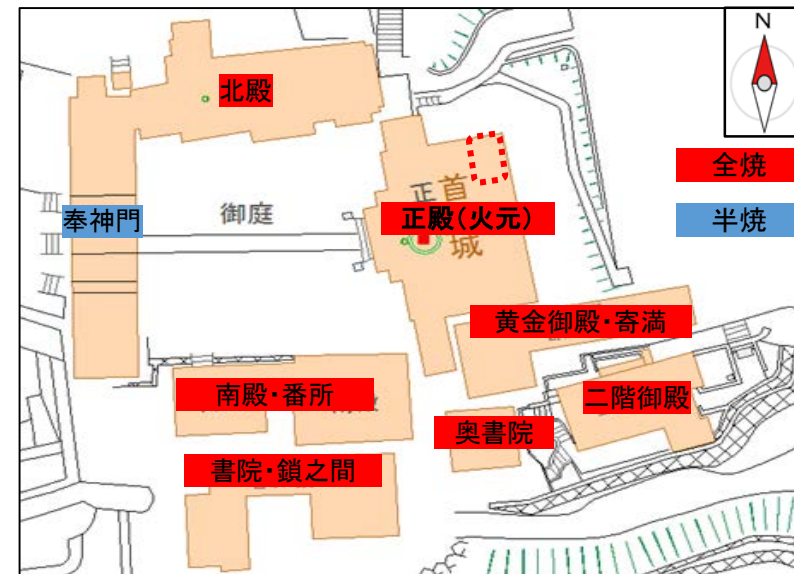 N
北殿
全焼
正
首
奉神門
御庭
正殿(火元)
半焼
城
黄金御殿・寄満
南殿・番所
二階御殿
奥書院
書院・鎖之間